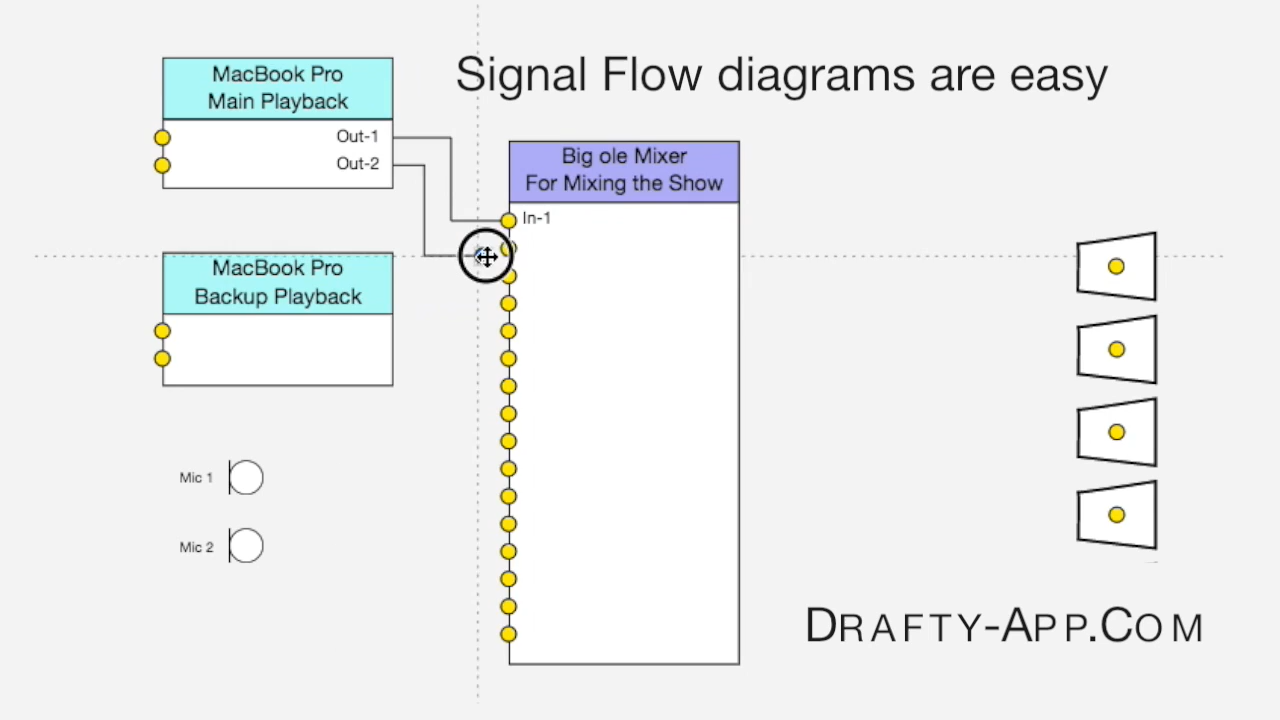 Signal Flow diagrams are easy
MacBook Pro
Main Playback
Out-1
Out-2
Big ole Mixer
For Mixing the Show
In-1
MacBook Pro
Backup Playback
Mic 1
Mic 2
DRAFTY-APP.COM